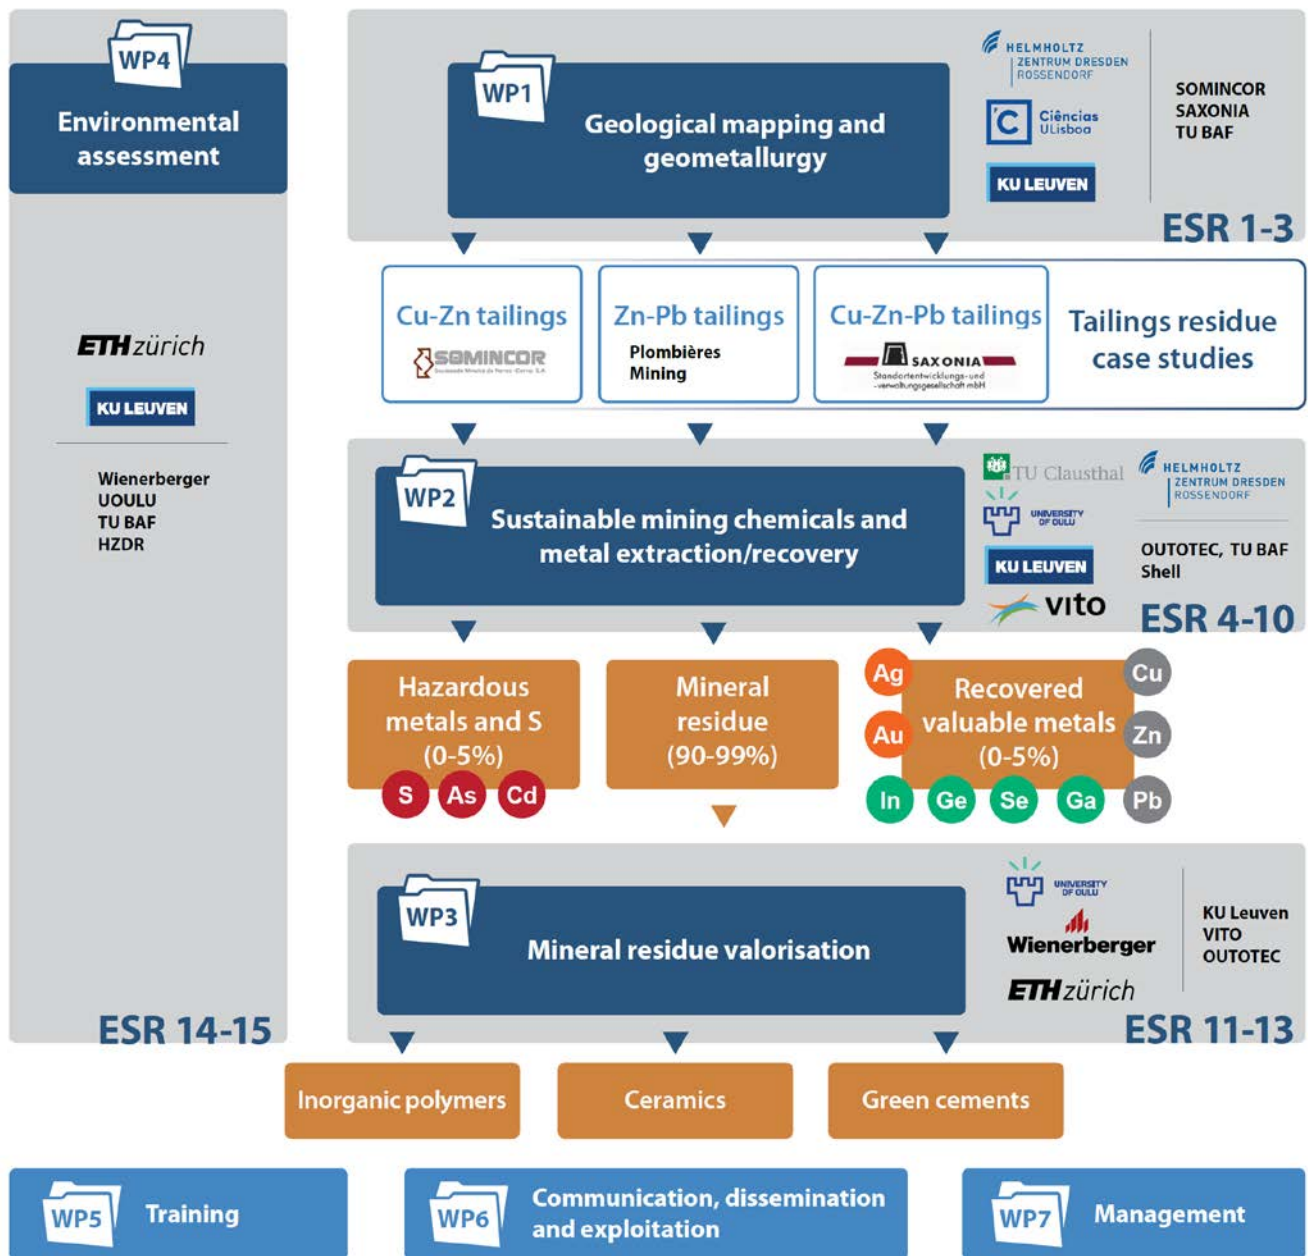 WP4
Environmental
assessment
ETH zürich
KU LEUVEN
Wienerberger
UOULU
TU BAF
HZDR
ESR 14-15
WP1
Geological mapping and
geometallurgy
HELMHOLTZ
ZENTRUM DRESDEN
ROSSENDORF
C
Ciências
ULisboa
KU LEUVEN
SOMINCOR
SAXONIA
TU BAF
ESR 1-3
Cu-Zn tailings
SOMINCOR
Zn-Pb tailings
Plombières
Mining
Cu-Zn-Pb tailings
SAXONIA
Standortentwicklungs- und
-verwaltungsgesellschaft mbH
Tailings residue
case studies
WP2
Sustainable mining chemicals and
metal extraction/recovery
TU Clausthal
UNIVERSITY
OF OULU
KU LEUVEN
vito
HELMHOLTZ
ZENTRUM DRESDEN
ROSSENDORF
OUTOTEC, TU BAF
Shell
ESR 4-10
Hazardous
metals and S
(0-5%)
S As Cd
Mineral
residue
(90-99%)
Recovered
valuable metals
(0-5%)
Ag
Au
In Ge Se Ga
Cu
Zn
Pb
WP3
Mineral residue valorisation
UNIVERSITY
OF OULU
Wienerberger
ETH zürich
KU Leuven
VITO
OUTOTEC
ESR 11-13
Inorganic polymers
Ceramics
Green cements
WP5
Training
WP6
Communication, dissemination
and exploitation
WP7
Management